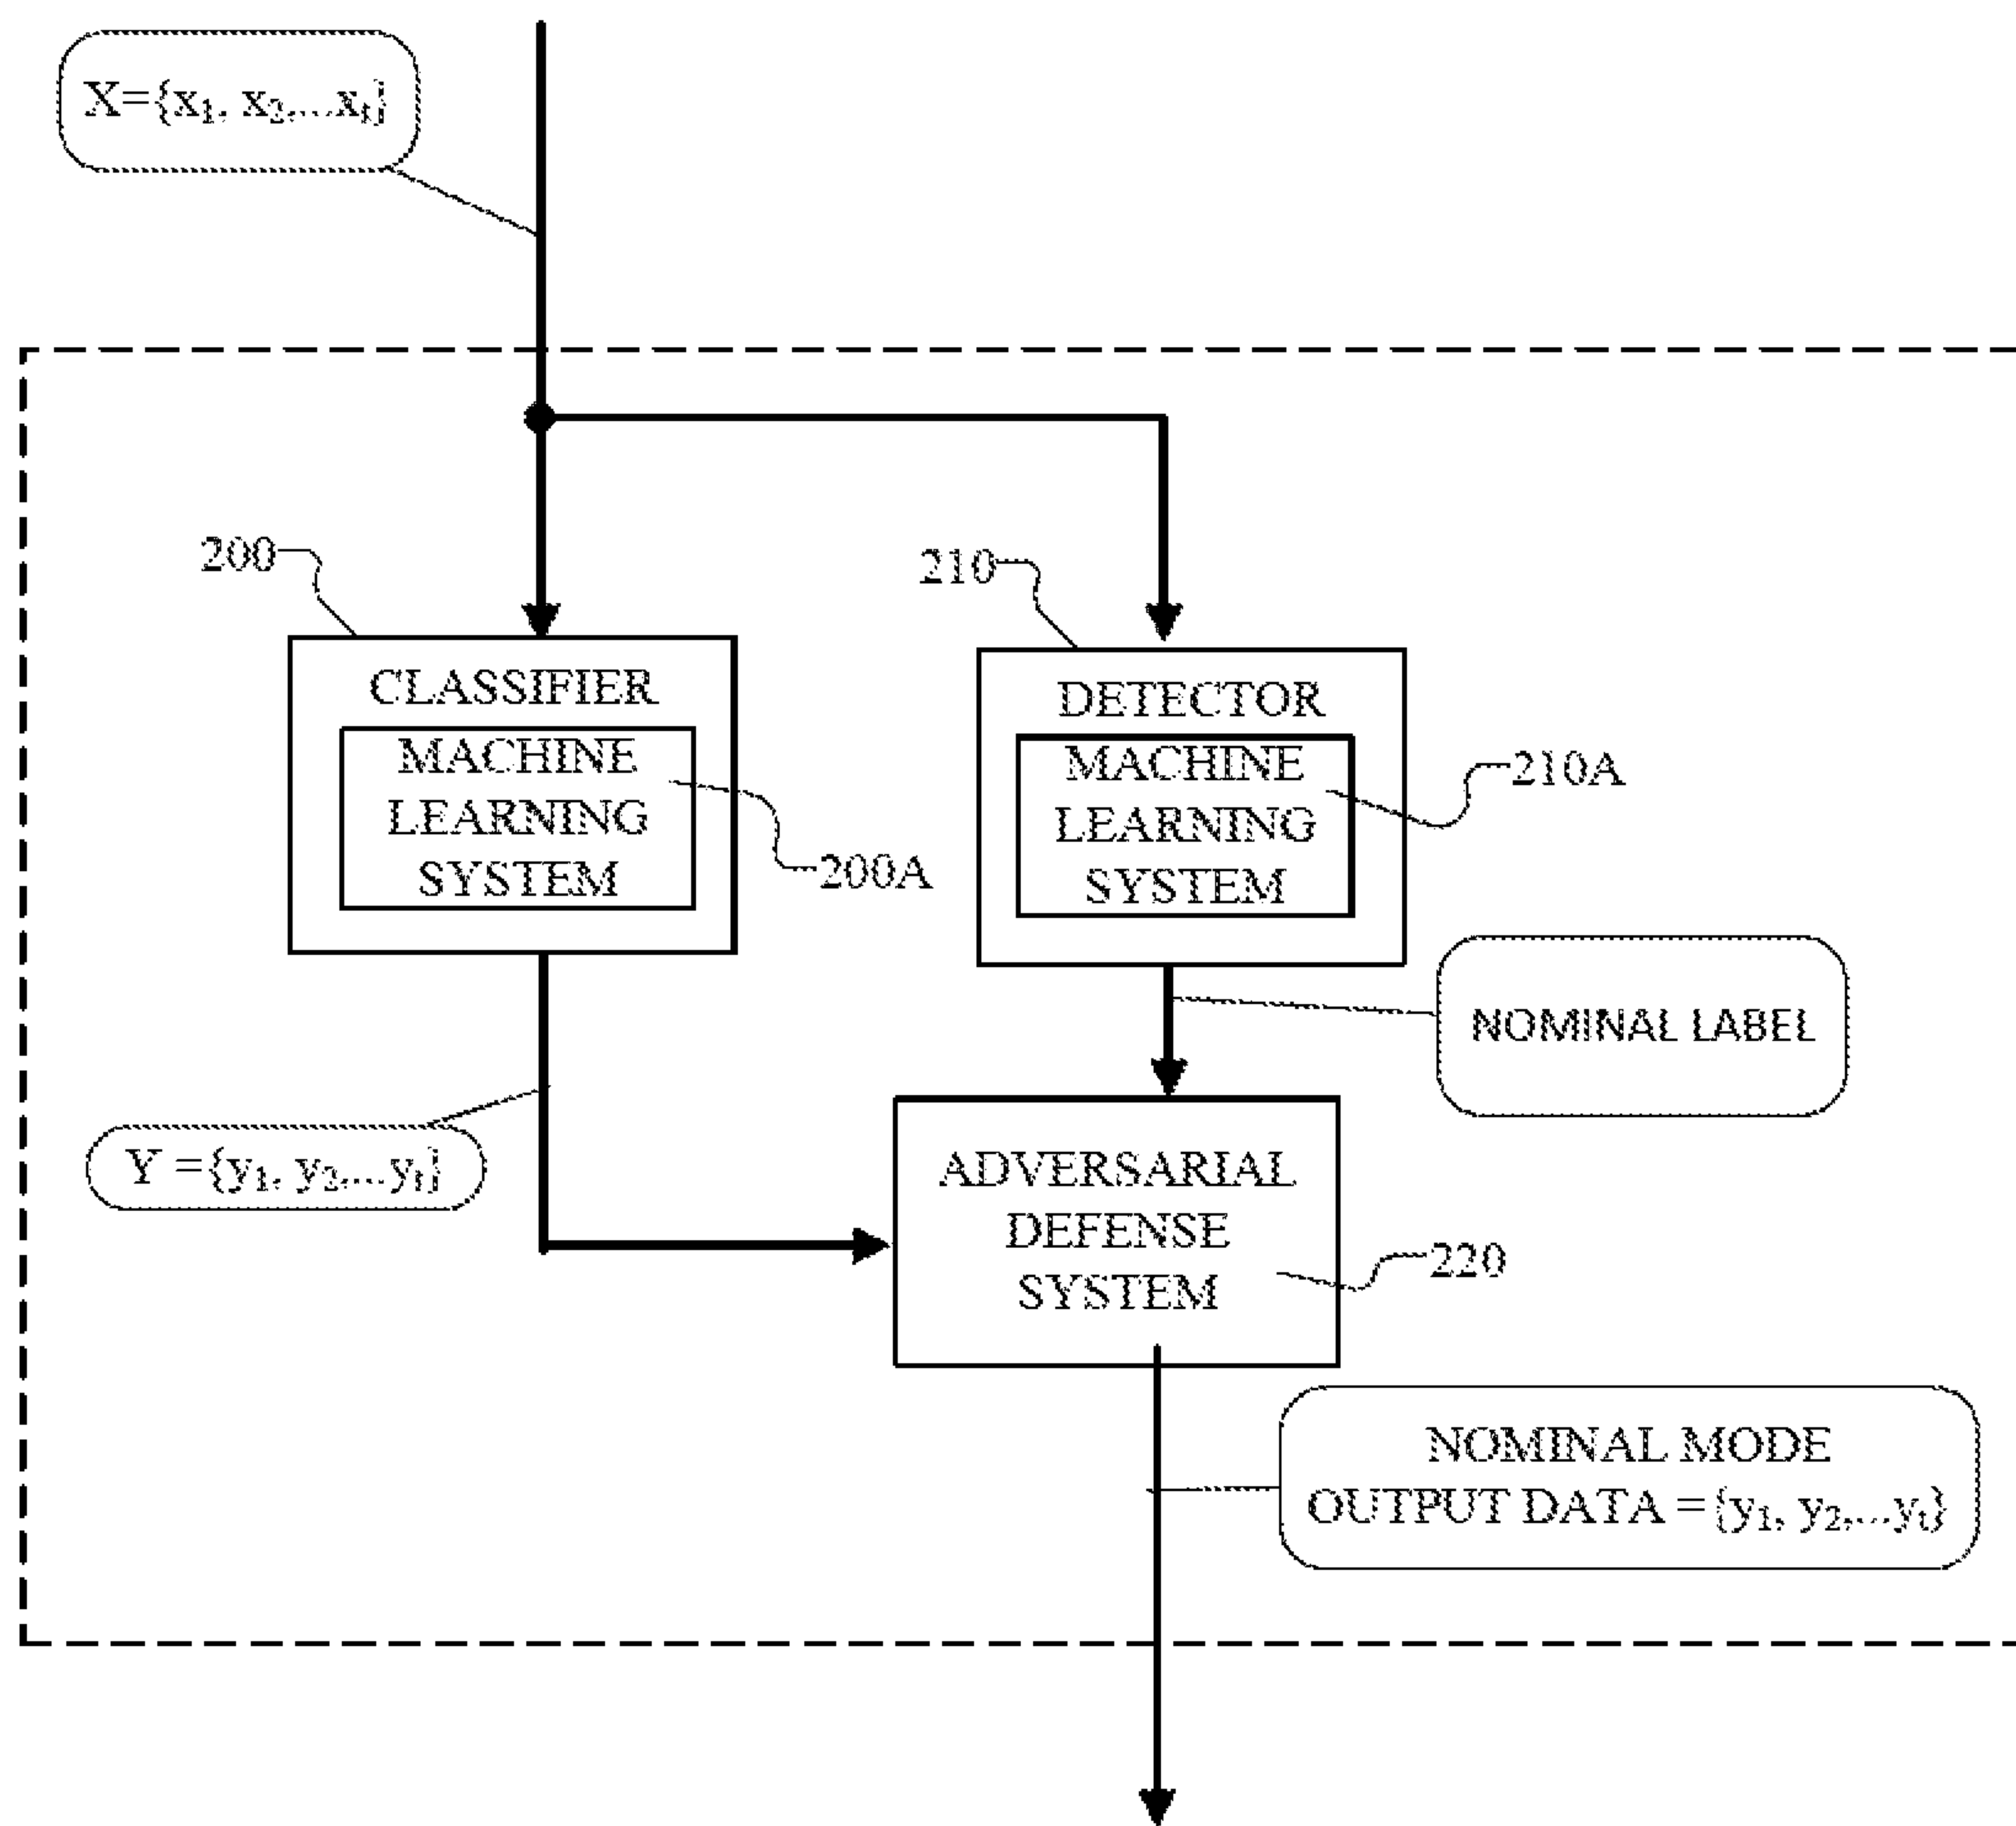 X={x₁, x₂,...xₜ}
200
210
CLASSIFIER
MACHINE
LEARNING
SYSTEM
200A
DETECTOR
MACHINE
LEARNING
SYSTEM
210A
NOMINAL LABEL
Y ={y₁, y₂,...yₜ}
ADVERSARIAL
DEFENSE
SYSTEM
220
NOMINAL MODE
OUTPUT DATA ={y₁, y₂,...yₜ}